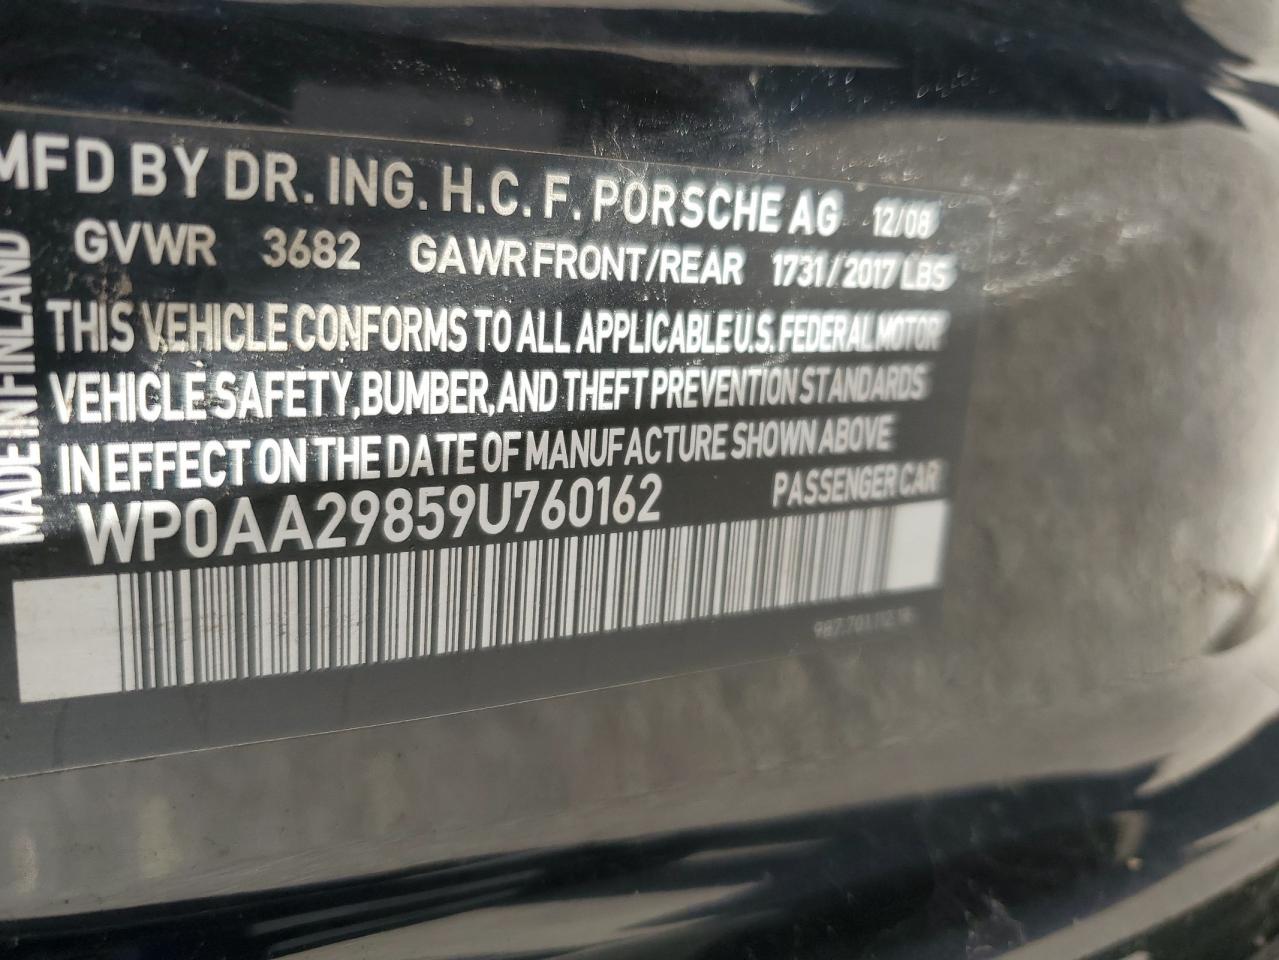 MFD BY DR. ING. H.C. F. PORSCHE AG 12/08
GVWR 3682 GAWR FRONT/REAR 1731/2017 LBS
THIS VEHICLE CONFORMS TO ALL APPLICABLE U.S. FEDERAL MOTOR
VEHICLE SAFETY, BUMBER, AND THEFT PREVENTION STANDARDS
IN EFFECT ON THE DATE OF MANUFACTURE SHOWN ABOVE
WP0AA29859U760162 PASSENGER CAR
MADE IN FINLAND